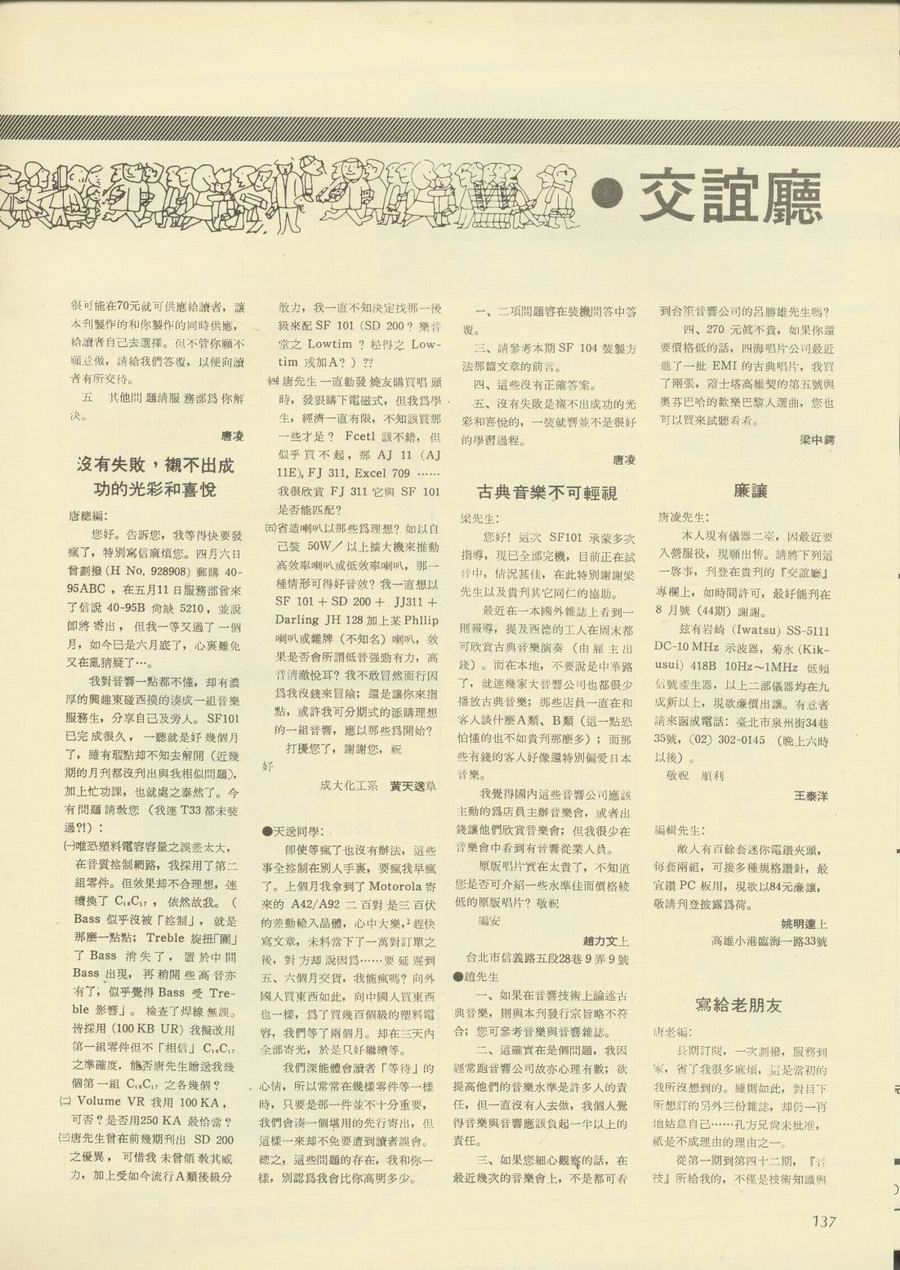 ●交誼廳
很可能在70元就可供應給讀者，讓
本刋製作的和你製作的同時供應，
給讀者自己去選擇。但不管你願不
願意做，請給我們答覆，以便向讀
者有所交待。
五　其他問題請服務部爲你解
決。
唐凌
沒有失敗，襯不出成
功的光彩和喜悅
唐總編：
您好。告訴您，我等得快要發
瘋了，特別寫信麻煩您。四月六日
曾劃撥 (H No. 928908) 郵購 40-
95ABC，在五月11日服務部曾來
了信説 40-95B 尙缺 5210，並説
卽將寄出，但我一等又過了一個
月，如今已是六月底了，心裏難免
又在亂猜疑了…。
我對音響一點都不懂，却有濃
厚的興趣東碰西摸的湊成一組音樂
服務生，分享自己及旁人。SF101
已完成很久，一聽就是好幾個月
了，雖有瑕點却不知去解開（近幾
期的月刋都沒刋出與我相似問題），
加上忙功課，也就處之泰然了。今
有問題請敎您（我連 T33 都未裝
過?!）：
㈠唯恐塑料電容容量之誤差太大，
在音質控制網路，我採用了第二
組零件。但效果却不合理想，連
續換了 C₁₆C₁₇，依然故我。（
Bass 似乎沒被「控制」，就是
那麼一點點；Treble 旋扭「關」
了 Bass 消失了，置於中間
Bass 出現，再稍開些高音亦
有了，似乎覺得 Bass 受 Tre-
ble 影響」。檢查了焊線無誤。
皆採用 (100 KB UR) 我擬改用
第一組零件但不「相信」C₁₆C₁₇
之準確度，能否唐先生贈送我幾
個第一組 C₁₆C₁₇ 之各幾個？
㈡ Volume VR 我用 100 KA，
可否？是否用250 KA 最恰當？
㈢唐先生曾在前幾期刋出 SD 200
之優異，可惜我未曾領敎其威
力，加上受如今流行A類後級分
散力，我一直不知決定找那一後
級來配 SF 101 (SD 200？樂音
堂之 Lowtim？松得之 Low-
tim 或加A？) ??
㈣唐先生一直勸發燒友購買唱頭
時，發狠購下電磁式，但我爲學
生，經濟一直有限，不知該買那
一些才是？ Fcetl 該不錯，但
似乎買不起，那 AJ 11 (AJ
11E), FJ 311, Excel 709 ……
我很欣賞 FJ 311 它與 SF 101
是否能匹配?
㈤省造喇叭以那些爲理想? 如以自
己裝 50W／以上擴大機來推動
高效率喇叭或低效率喇叭，那一
種情形可得好音效? 我一直想以
SF 101 + SD 200 + JJ311 +
Darling JH 128 加上某 Philip
喇叭或雜牌（不知名）喇叭，效
果是否會所謂低音强勁有力，高
音清澈悅耳? 我不敢冒然而行因
爲我沒錢來冒險；還是讓你來指
點，或許我可分期式的添購理想
的一組音響，應以那些爲開始?
打擾您了，謝謝您，祝
好
成大化工系　黃天送草
●天送同學：
卽使等瘋了也沒有辦法，這些
事全控制在別人手裏，要瘋我早瘋
了。上個月我拿到了 Motorola 寄
來的 A42/A92 二百對是三百伏
的差動輸入晶體，心中大樂，趕快
寫文章，未料當下了一萬對訂單之
後，對方却說因爲……要延遲到
五、六個月交貨，我能瘋嗎? 向外
國人買東西如此，向中國人買東西
也一樣，爲了買幾百個級的塑料電
容，我們等了兩個月。却在三天内
全部寄光，於是只好繼續等。
我們深能體會讀者「等待」的
心情，所以常常在幾樣零件等一樣
時，只要是那一件並不十分重要，
我們會湊一個堪用的先行寄出，但
這樣一來却不免要遭到讀者誤會。
總之，這些問題的存在，我和你一
樣，別認爲我會比你高明多少。
一、二項問題容在裝機問答中答
覆。
三、請參考本期 SF 104 裝製方
法那篇文章的前言。
四、這些沒有正確答案。
五、沒有失敗是襯不出成功的光
彩和喜悅的，一裝就響並不是很好
的學習過程。
唐凌
古典音樂不可輕視
梁先生：
您好! 這次 SF101 承蒙多次
指導，現已全部完機，目前正在試
音中，情況甚佳，在此特別謝謝梁
先生以及貴刋其它同仁的協助。
最近在一本國外雜誌上看到一
則報導，提及西德的工人在周末都
可欣賞古典音樂演奏（由雇主出
錢）。而在本地，不要說是中華路
了，就連幾家大音響公司也都很少
播放古典音樂；那些店員一直在和
客人談什麼A類、B類（這一點恐
怕懂的也不如貴刋那麼多）；而那
些有錢的客人好像還特別偏愛日本
音樂。
我覺得國内這些音響公司應該
主動的爲店員主辦音樂會，或者出
錢讓他們欣賞音樂會；但我很少在
音樂會中看到有音響從業人員。
原版唱片實在太貴了，不知道
您是否可介紹一些水準佳而價格較
低的原版唱片? 敬祝
編安
趙力文上
台北市信義路五段28巷9弄9號
●趙先生
一、如果在音響技術上論述古
典音樂，則與本刋發行宗旨略不符
合；您可參考音樂與音響雜誌。
二、這確實在是個問題，我因
經常跑音響公司故亦心理有數；欲
提高他們的音樂水準是許多人的責
任，但一直沒有人去做，我個人覺
得音樂與音響應該負起一半以上的
責任。
三、如果您細心觀察的話，在
最近幾次的音樂會上，不是都可看
到台笙音響公司的呂勝雄先生嗎?
四、270 元眞不貴，如果你還
要價格低的話，四海唱片公司最近
進了一批 EMI 的古典唱片，我買
了兩張，蕭士塔高維契的第五號與
奧芬巴哈的歡樂巴黎人選曲，您也
可以買來試聽看看。
梁中鍔
廉讓
唐凌先生：
本人現有儀器二臺，因最近要
入營服役，現願出售。請將下列這
一啓事，刋登在貴刋的『交誼廳』
專欄上，如時間許可，最好能刋在
8 月號（44期）謝謝。
玆有岩崎 (Iwatsu) SS-5111
DC-10 MHz 示波器，菊水 (Kik-
usui) 418B 10Hz～1MHz 低頻
信號產生器，以上二部儀器均在九
成新以上，現欲廉價出讓。有意者
請來函或電話：臺北市泉州街34巷
35號，(02) 302-0145 （晚上六時
以後）。
敬祝　順利
王泰洋
編輯先生：
敝人有百餘套迷你電鑽夾頭，
每套兩組，可接多種規格鑽針，最
宜鑽 PC 板用，現欲以84元廉讓，
敬請刋登披露爲荷。
姚明達上
高雄小港臨海一路33號
寫給老朋友
唐老編：
長期訂閱，一次劃撥，服務到
家，省了我很多麻煩，這是當初的
我所沒想到的。雖則如此，對目下
所想訂的另外三份雜誌，却仍一再
地姑息自己……孔方兄尙未批准，
祗是不成理由的理由之一。
從第一期到第四十二期，『音
技』所給我的，不僅是技術知識與
137